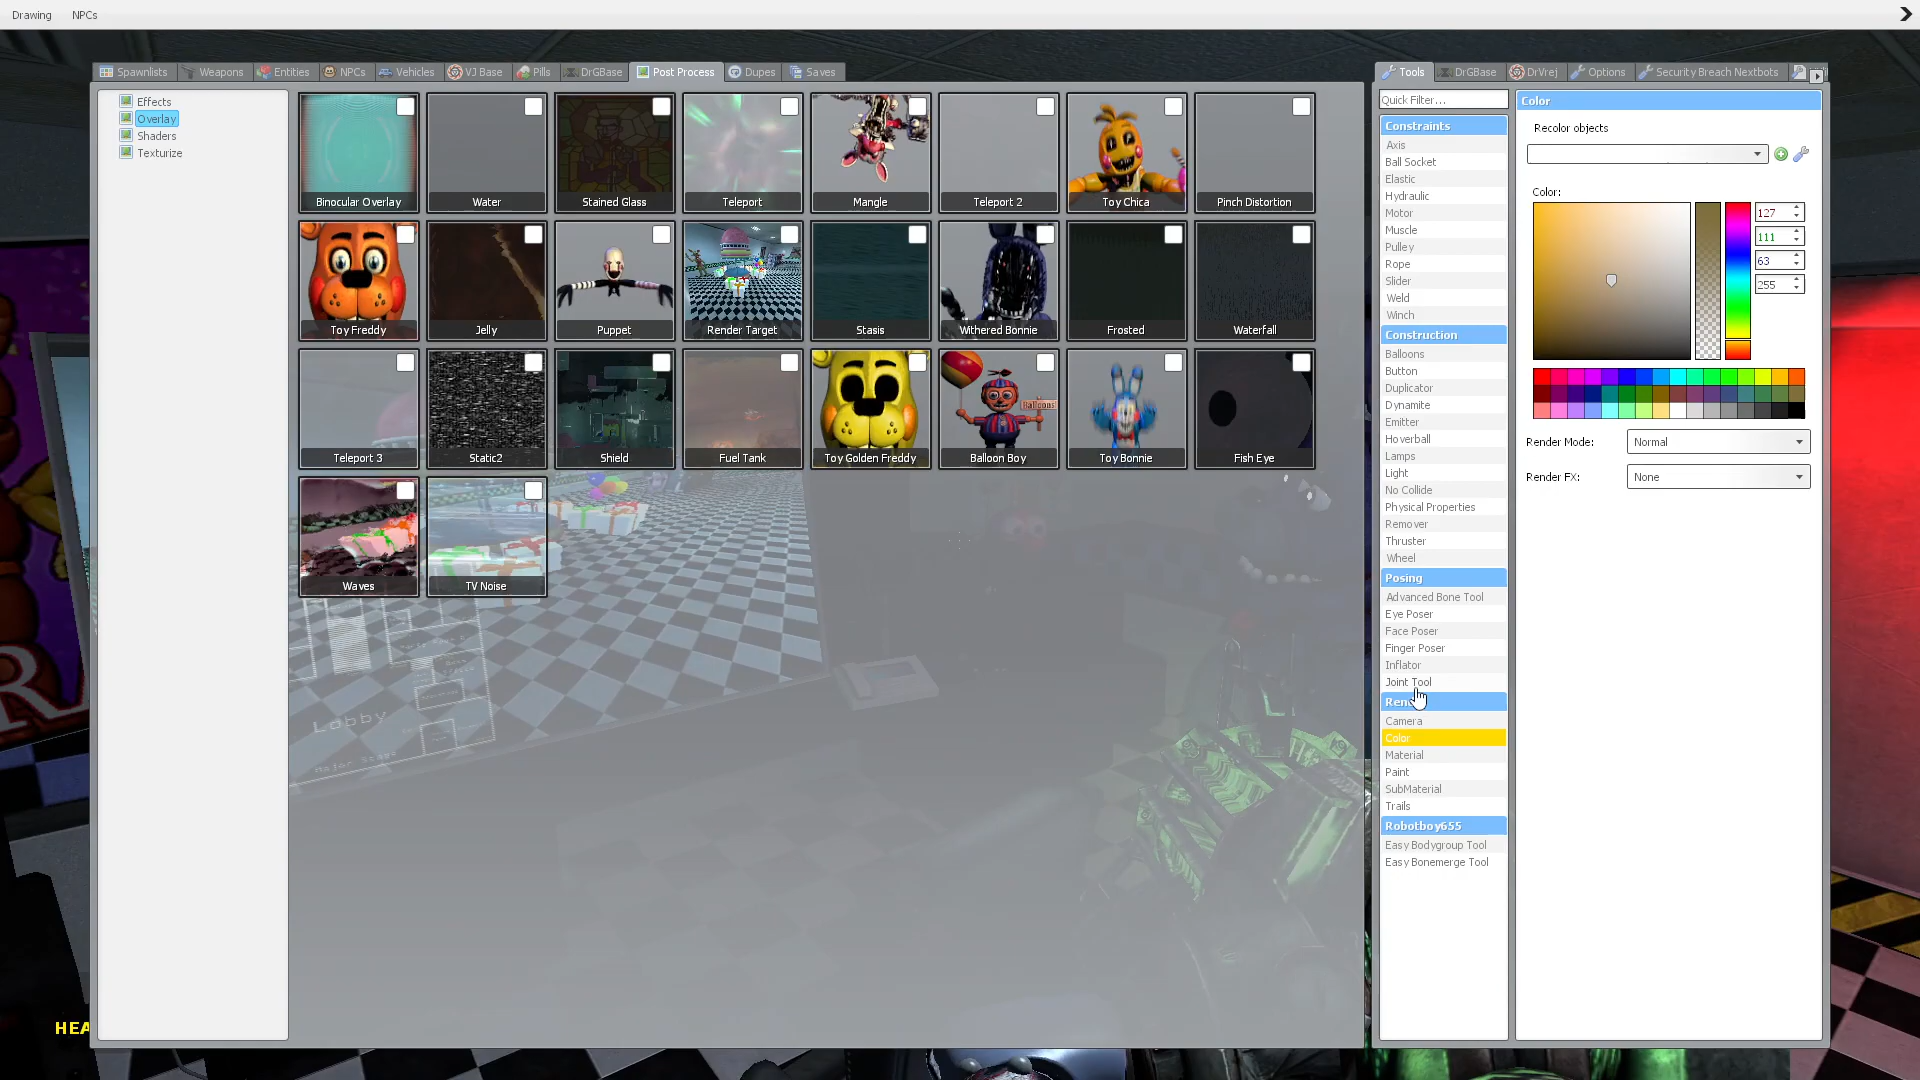 Drawing NPCs
Spawnlists Weapons Entities NPCs Vehicles VJ Base Pills DrGBase Post Process Dupes Saves
Tools DrGBase DrVrej Options Security Breach Nextbots
Effects
Overlay
Shaders
Texturize
Binocular Overlay Water Stained Glass Teleport Mangle Teleport 2 Toy Chica Pinch Distortion
Toy Freddy Jelly Puppet Render Target Stasis Withered Bonnie Frosted Waterfall
Balloons
Teleport 3 Static2 Shield Fuel Tank Toy Golden Freddy Balloon Boy Toy Bonnie Fish Eye
Waves TV Noise
Lobby
HEA
Quick Filter...
Constraints
Axis
Ball Socket
Elastic
Hydraulic
Motor
Muscle
Pulley
Rope
Slider
Weld
Winch
Construction
Balloons
Button
Duplicator
Dynamite
Emitter
Hoverball
Lamps
Light
No Collide
Physical Properties
Remover
Thruster
Wheel
Posing
Advanced Bone Tool
Eye Poser
Face Poser
Finger Poser
Inflator
Joint Tool
Ren
Camera
Color
Material
Paint
SubMaterial
Trails
Robotboy655
Easy Bodygroup Tool
Easy Bonemerge Tool
Color
Recolor objects
Color:
127
111
63
255
Render Mode: Normal
Render FX: None